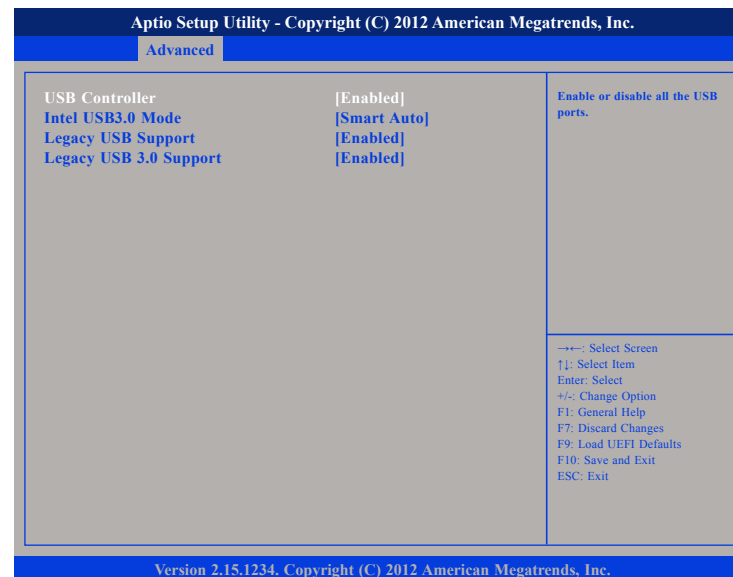 Aptio Setup Utility - Copyright (C) 2012 American Megatrends, Inc.
Advanced
USB Controller [Enabled]
Intel USB3.0 Mode [Smart Auto]
Legacy USB Support [Enabled]
Legacy USB 3.0 Support [Enabled]
Enable or disable all the USB
ports.
→←: Select Screen
↑↓: Select Item
Enter: Select
+/-: Change Option
F1: General Help
F7: Discard Changes
F9: Load UEFI Defaults
F10: Save and Exit
ESC: Exit
Version 2.15.1234. Copyright (C) 2012 American Megatrends, Inc.